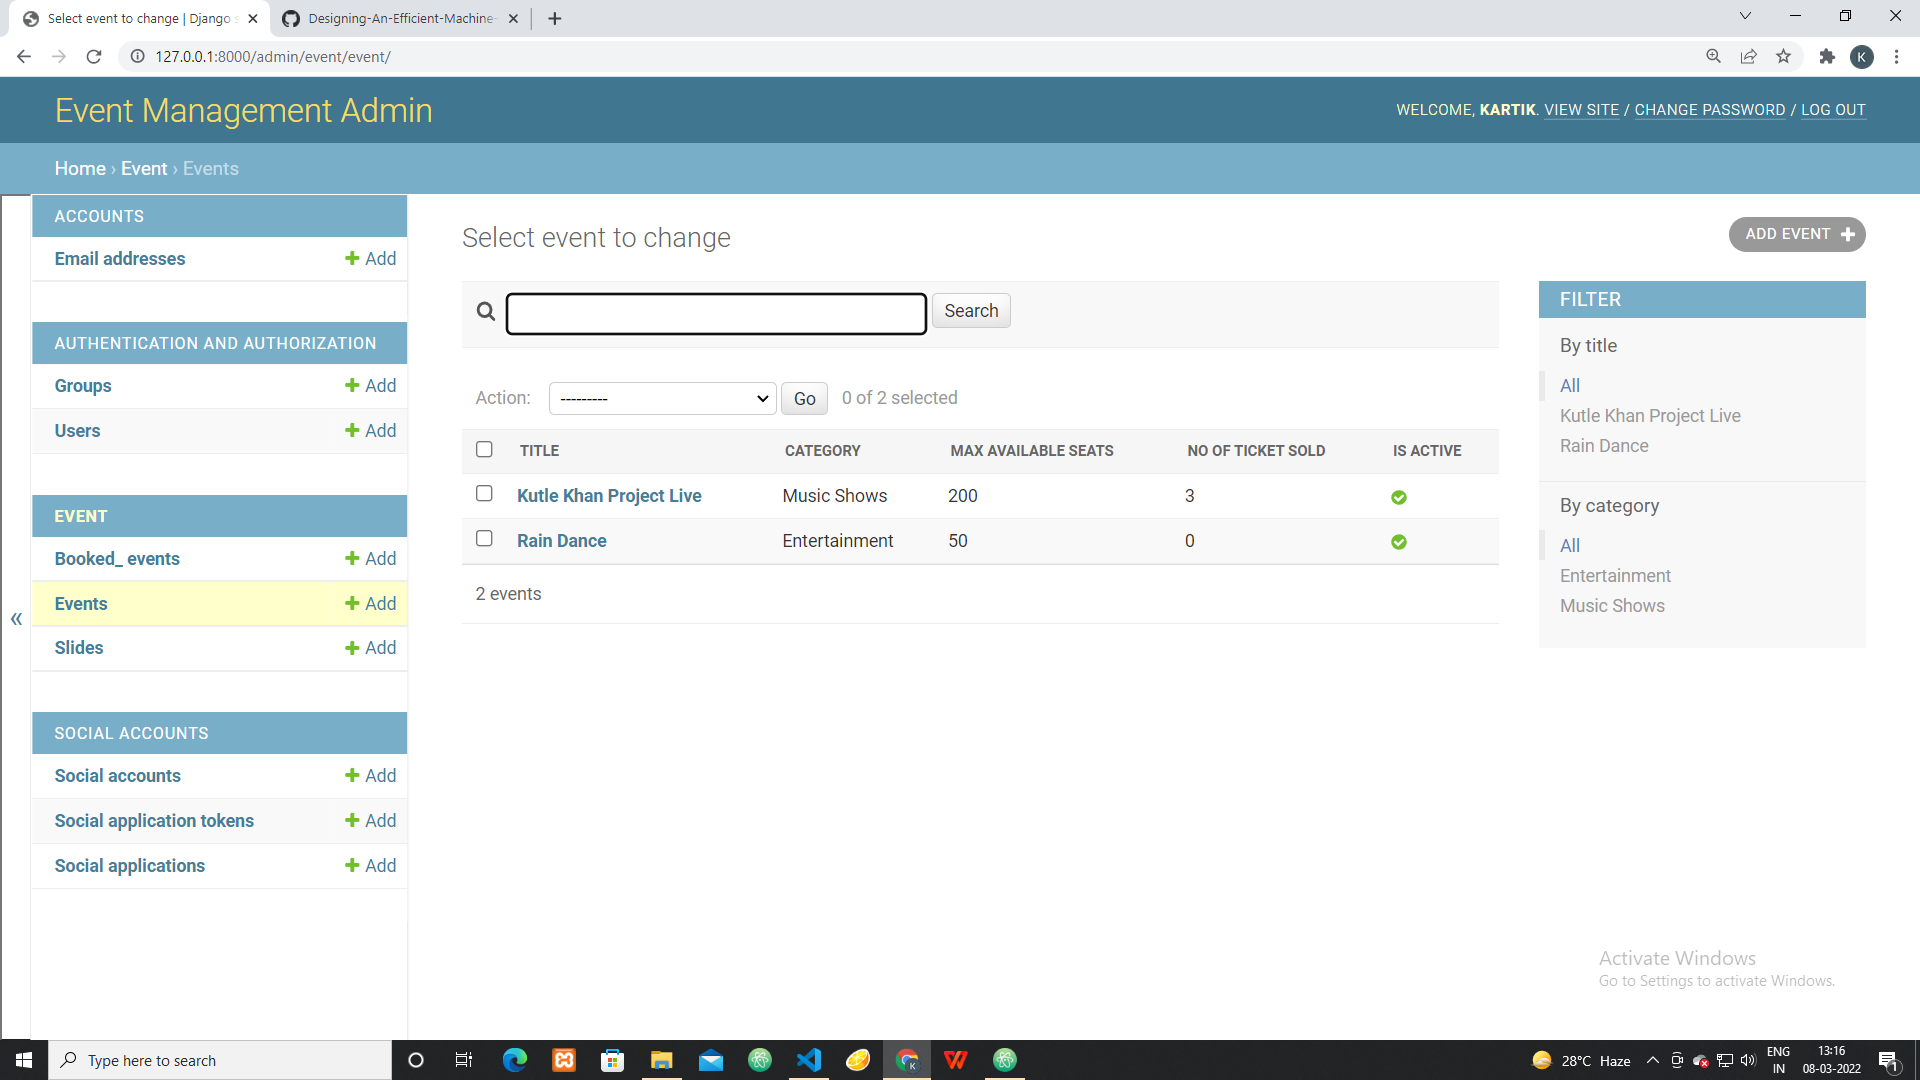 Select event to change | Django s
Designing-An-Efficient-Machine-
127.0.0.1:8000/admin/event/event/
K
Event Management Admin
WELCOME, KARTIK. VIEW SITE / CHANGE PASSWORD / LOG OUT
Home › Event › Events
ACCOUNTS
Email addresses
Add
AUTHENTICATION AND AUTHORIZATION
Groups
Add
Users
Add
EVENT
Booked_ events
Add
Events
Add
Slides
Add
SOCIAL ACCOUNTS
Social accounts
Add
Social application tokens
Add
Social applications
Add
«
Select event to change
ADD EVENT
Search
Action: --------- Go 0 of 2 selected
TITLE CATEGORY MAX AVAILABLE SEATS NO OF TICKET SOLD IS ACTIVE
Kutle Khan Project Live Music Shows 200 3
Rain Dance Entertainment 50 0
2 events
FILTER
By title
All
Kutle Khan Project Live
Rain Dance
By category
All
Entertainment
Music Shows
Activate Windows
Go to Settings to activate Windows.
Type here to search
28°C Haze
ENG
IN
13:16
08-03-2022
1